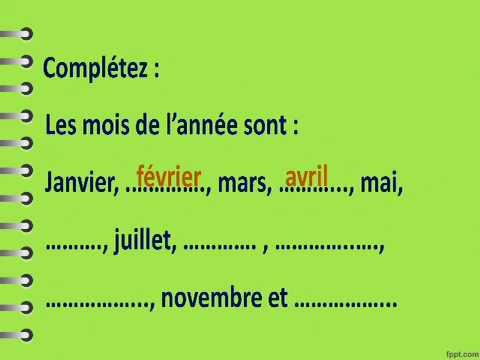 Complétez :
Les mois de l'année sont :
Janvier, ...février..., mars, ...avril..., mai,
………., juillet, …………. , …………..….,
……………..., novembre et ……………...
fppt.com